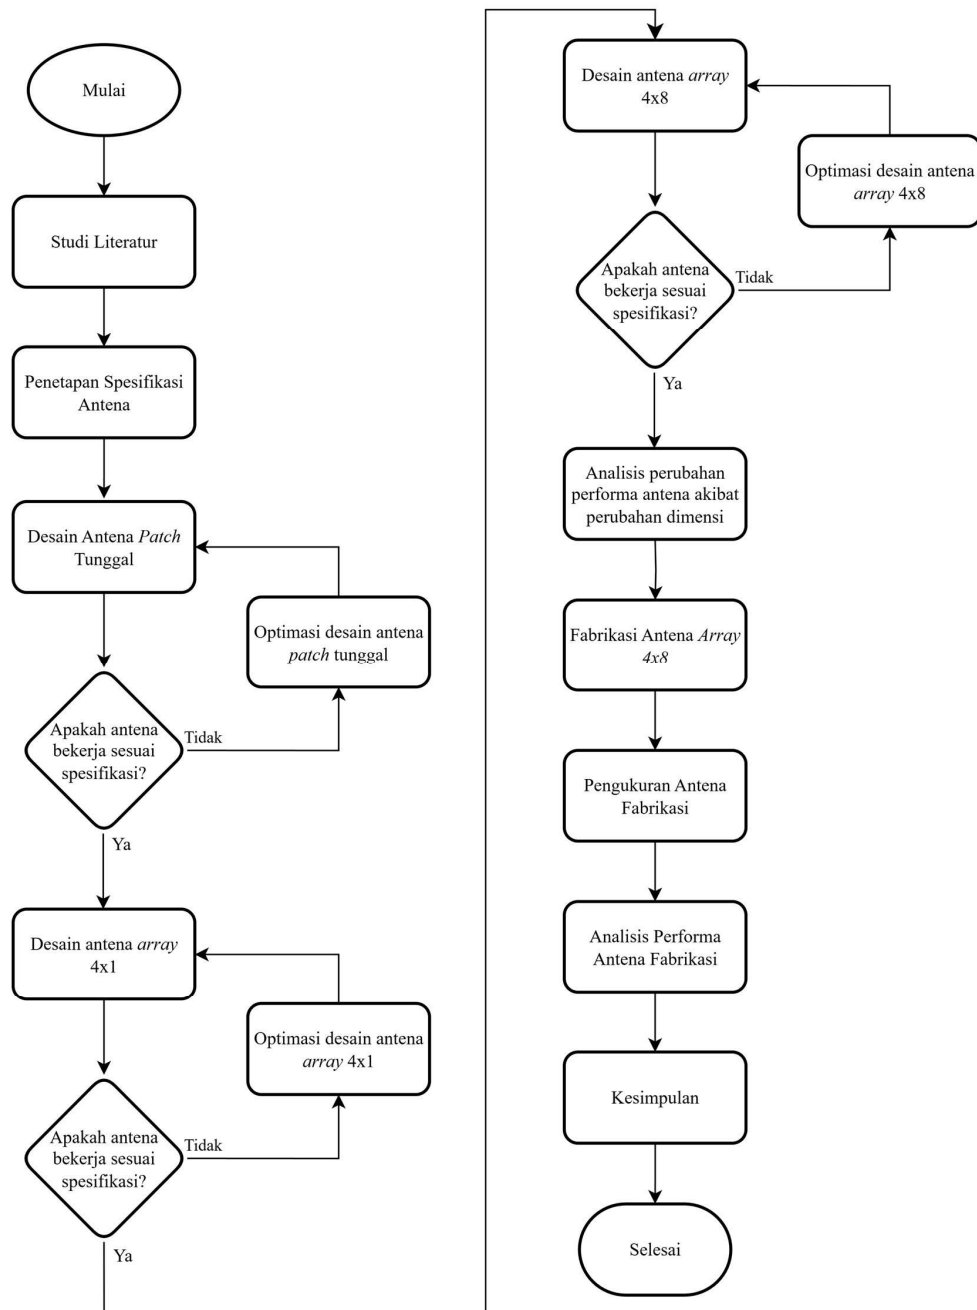 Mulai
Studi Literatur
Penetapan Spesifikasi
Antena
Desain Antena Patch
Tunggal
Optimasi desain antena
patch tunggal
Apakah antena
bekerja sesuai
spesifikasi?
Tidak
Ya
Desain antena array
4x1
Optimasi desain antena
array 4x1
Apakah antena
bekerja sesuai
spesifikasi?
Tidak
Ya
Desain antena array
4x8
Optimasi desain antena
array 4x8
Apakah antena
bekerja sesuai
spesifikasi?
Tidak
Ya
Analisis perubahan
performa antena akibat
perubahan dimensi
Fabrikasi Antena Array
4x8
Pengukuran Antena
Fabrikasi
Analisis Performa
Antena Fabrikasi
Kesimpulan
Selesai